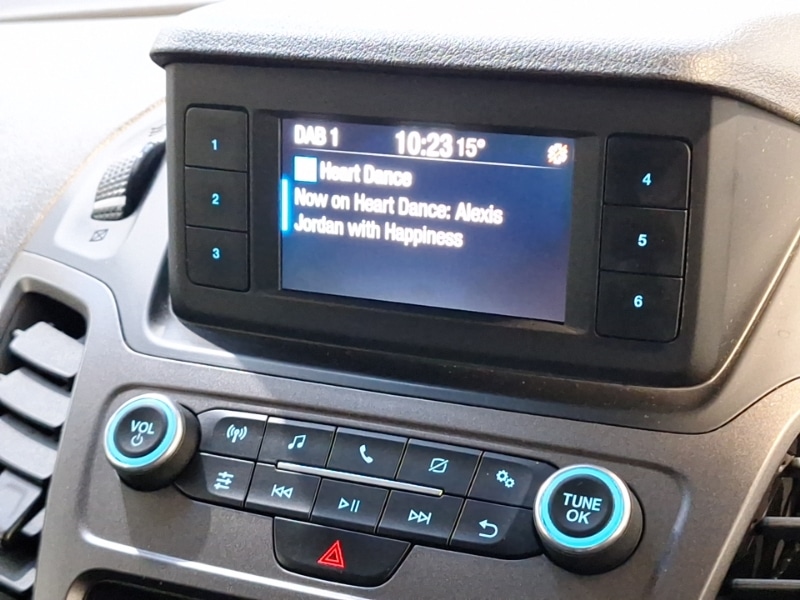 DAB 1 10:23 15°
Heart Dance
Now on Heart Dance: Alexis
Jordan with Happiness
1
2
3
4
5
6
VOL
TUNE
OK